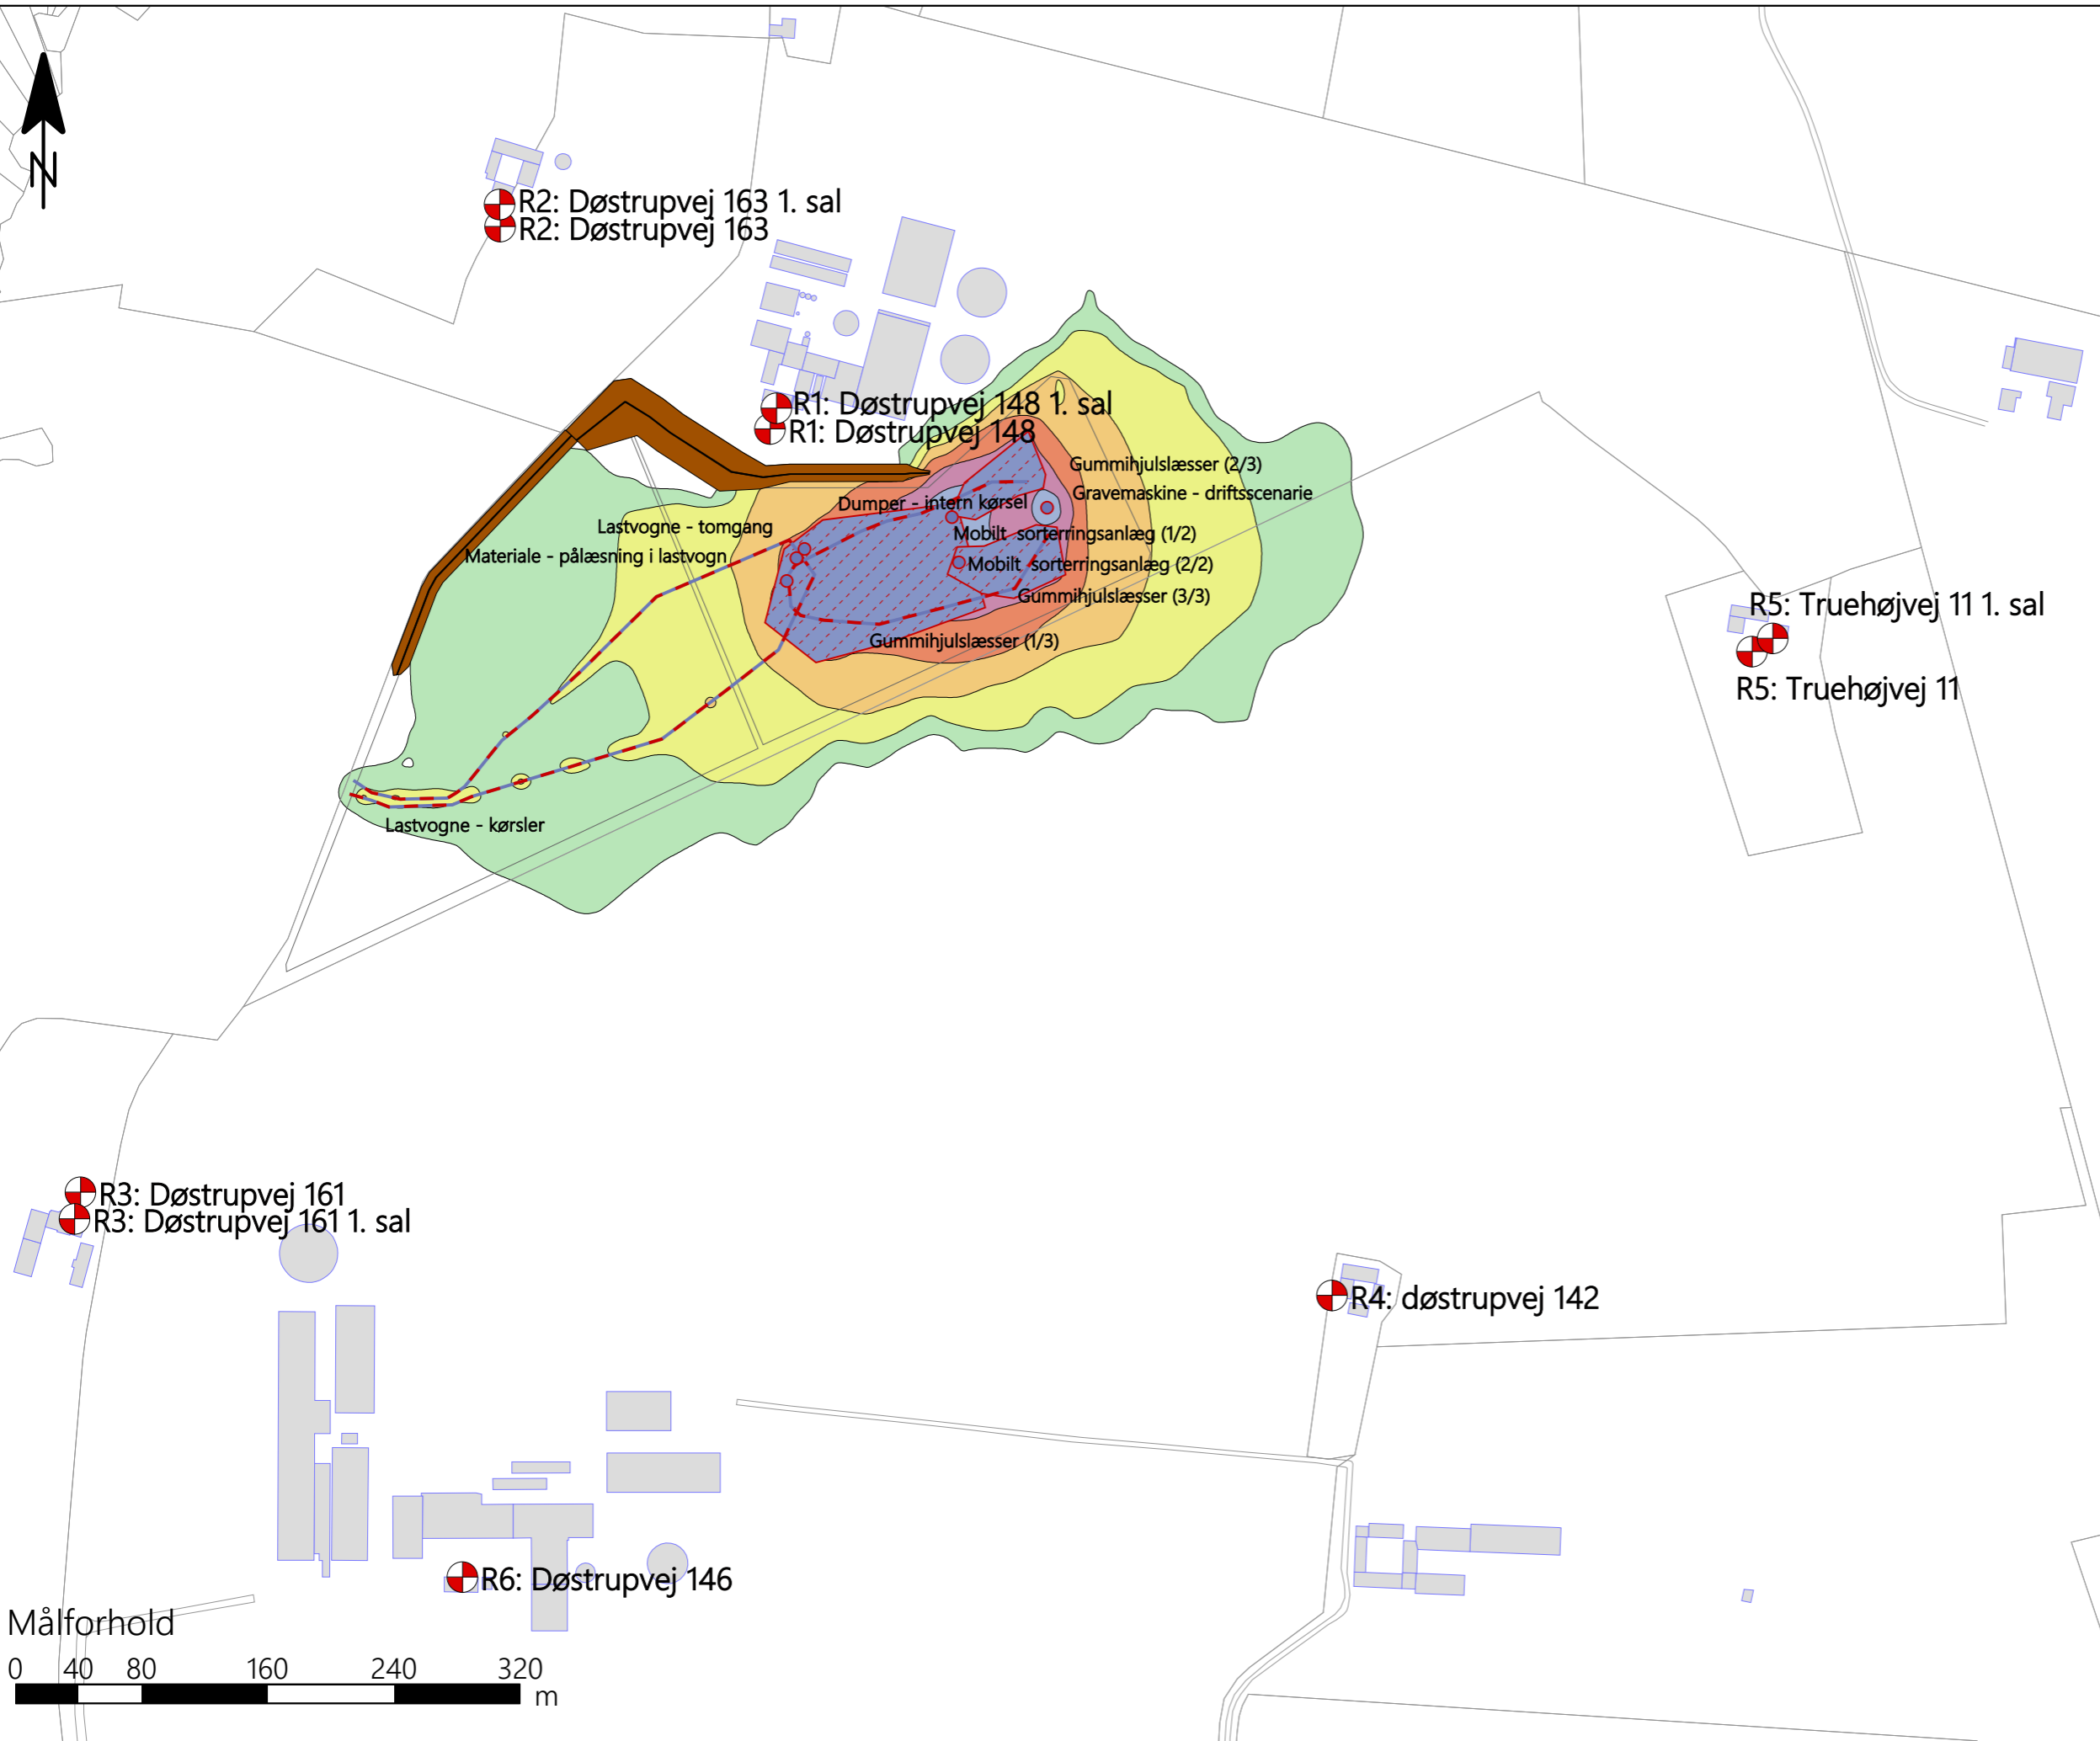 N
R2: Døstrupvej 163 1. sal
R2: Døstrupvej 163
R1: Døstrupvej 148 1. sal
R1: Døstrupvej 148
Gummihjulslæsser (2/3)
Gravemaskine - driftsscenarie
Dumper - intern kørsel
Lastvogne - tomgang
Mobilt sorterringsanlæg (1/2)
Materiale - pålæsning i lastvogn
Mobilt sorterringsanlæg (2/2)
Gummihjulslæsser (3/3)
Gummihjulslæsser (1/3)
R5: Truehøjvej 11 1. sal
R5: Truehøjvej 11
Lastvogne - kørsler
R3: Døstrupvej 161
R3: Døstrupvej 161 1. sal
R4: døstrupvej 142
R6: Døstrupvej 146
Målforhold
0 40 80 160 240 320
m